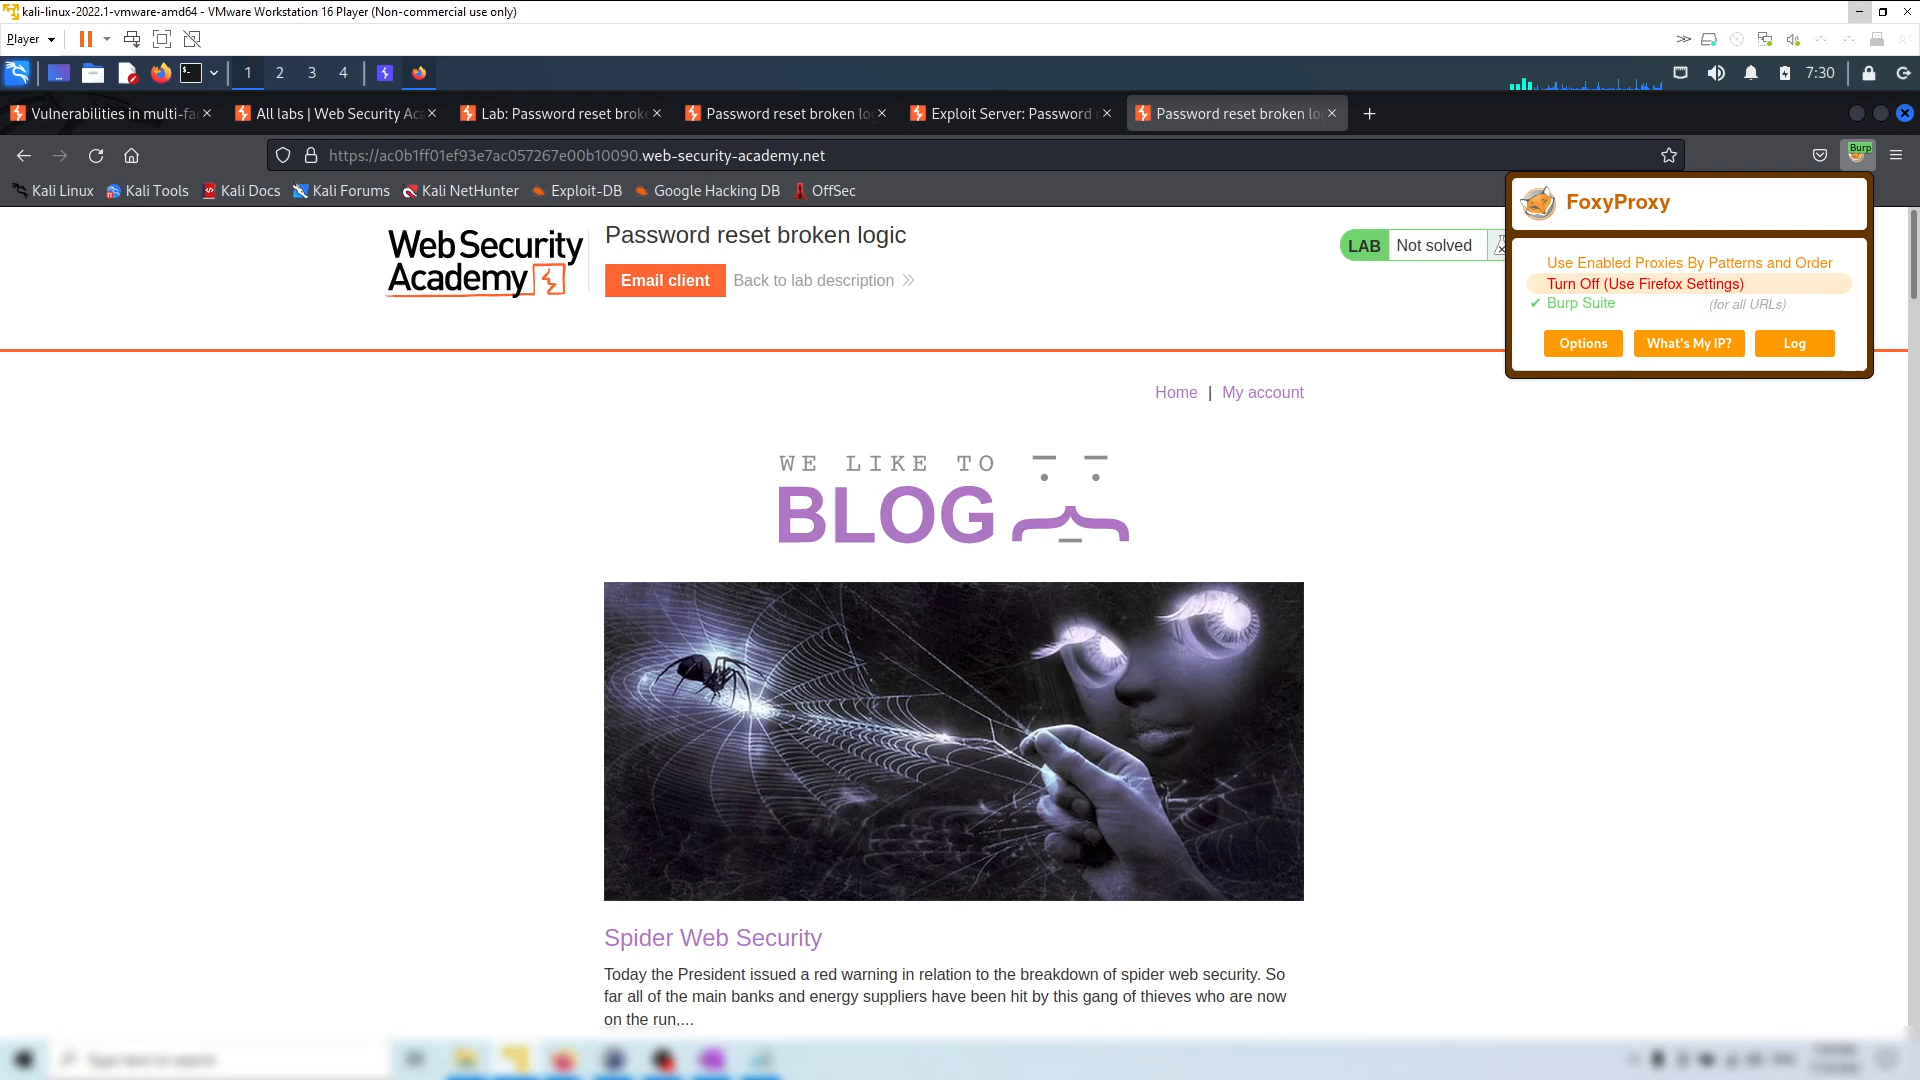 kali-linux-2022.1-vmware-amd64 - VMware Workstation 16 Player (Non-commercial use only)
Player
1 2 3 4
7:30
Vulnerabilities in multi-fa
All labs | Web Security Aca
Lab: Password reset broke
Password reset broken lo
Exploit Server: Password r
Password reset broken lo
https://ac0b1ff01ef93e7ac057267e00b10090.web-security-academy.net
Burp
Kali Linux Kali Tools Kali Docs Kali Forums Kali NetHunter Exploit-DB Google Hacking DB OffSec
WebSecurity
Academy
Password reset broken logic
Email client Back to lab description
LAB Not solved
FoxyProxy
Use Enabled Proxies By Patterns and Order
Turn Off (Use Firefox Settings)
✔ Burp Suite (for all URLs)
Options What's My IP? Log
Home | My account
WE LIKE TO
BLOG
Spider Web Security
Today the President issued a red warning in relation to the breakdown of spider web security. So
far all of the main banks and energy suppliers have been hit by this gang of thieves who are now
on the run,...
Type here to search